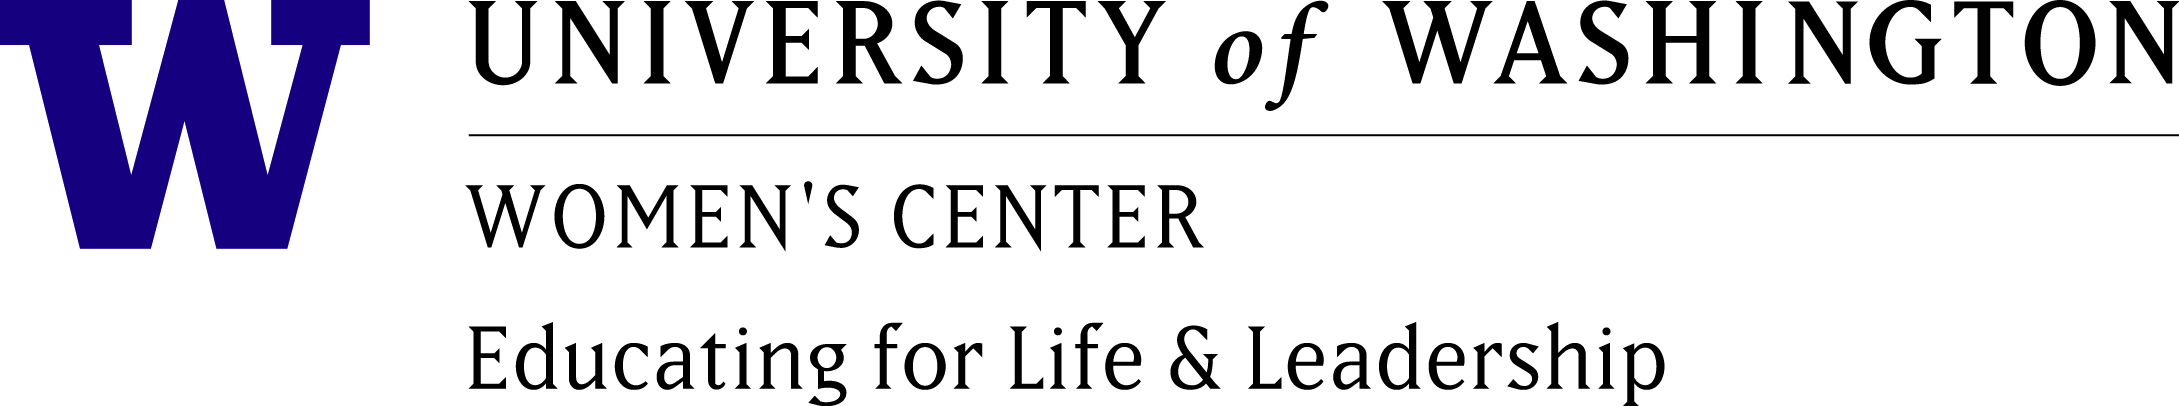 W
UNIVERSITY of WASHINGTON
WOMEN'S CENTER
Educating for Life & Leadership